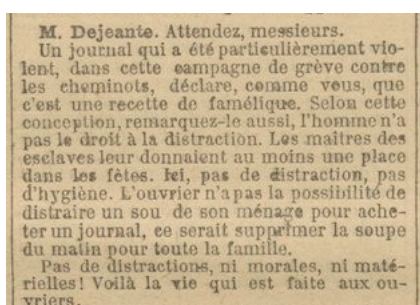 M. Dejeante. Attendez, messieurs.
Un journal qui a été particulièrement vio-
lent, dans cette campagne de grève contre
les cheminots, déclare, comme vous, que
c'est une recette de famélique. Selon cette
conception, remarquez-le aussi, l'homme n'a
pas le droit à la distraction. Les maîtres des
esclaves leur donnaient au moins une place
dans les fêtes. Ici, pas de distraction, pas
d'hygiène. L'ouvrier n'a pas la possibilité de
distraire un sou de son ménage pour ache-
ter un journal, ce serait supprimer la soupe
du matin pour toute la famille.
Pas de distractions, ni morales, ni maté-
rielles! Voilà la vie qui est faite aux ou-
vriers.